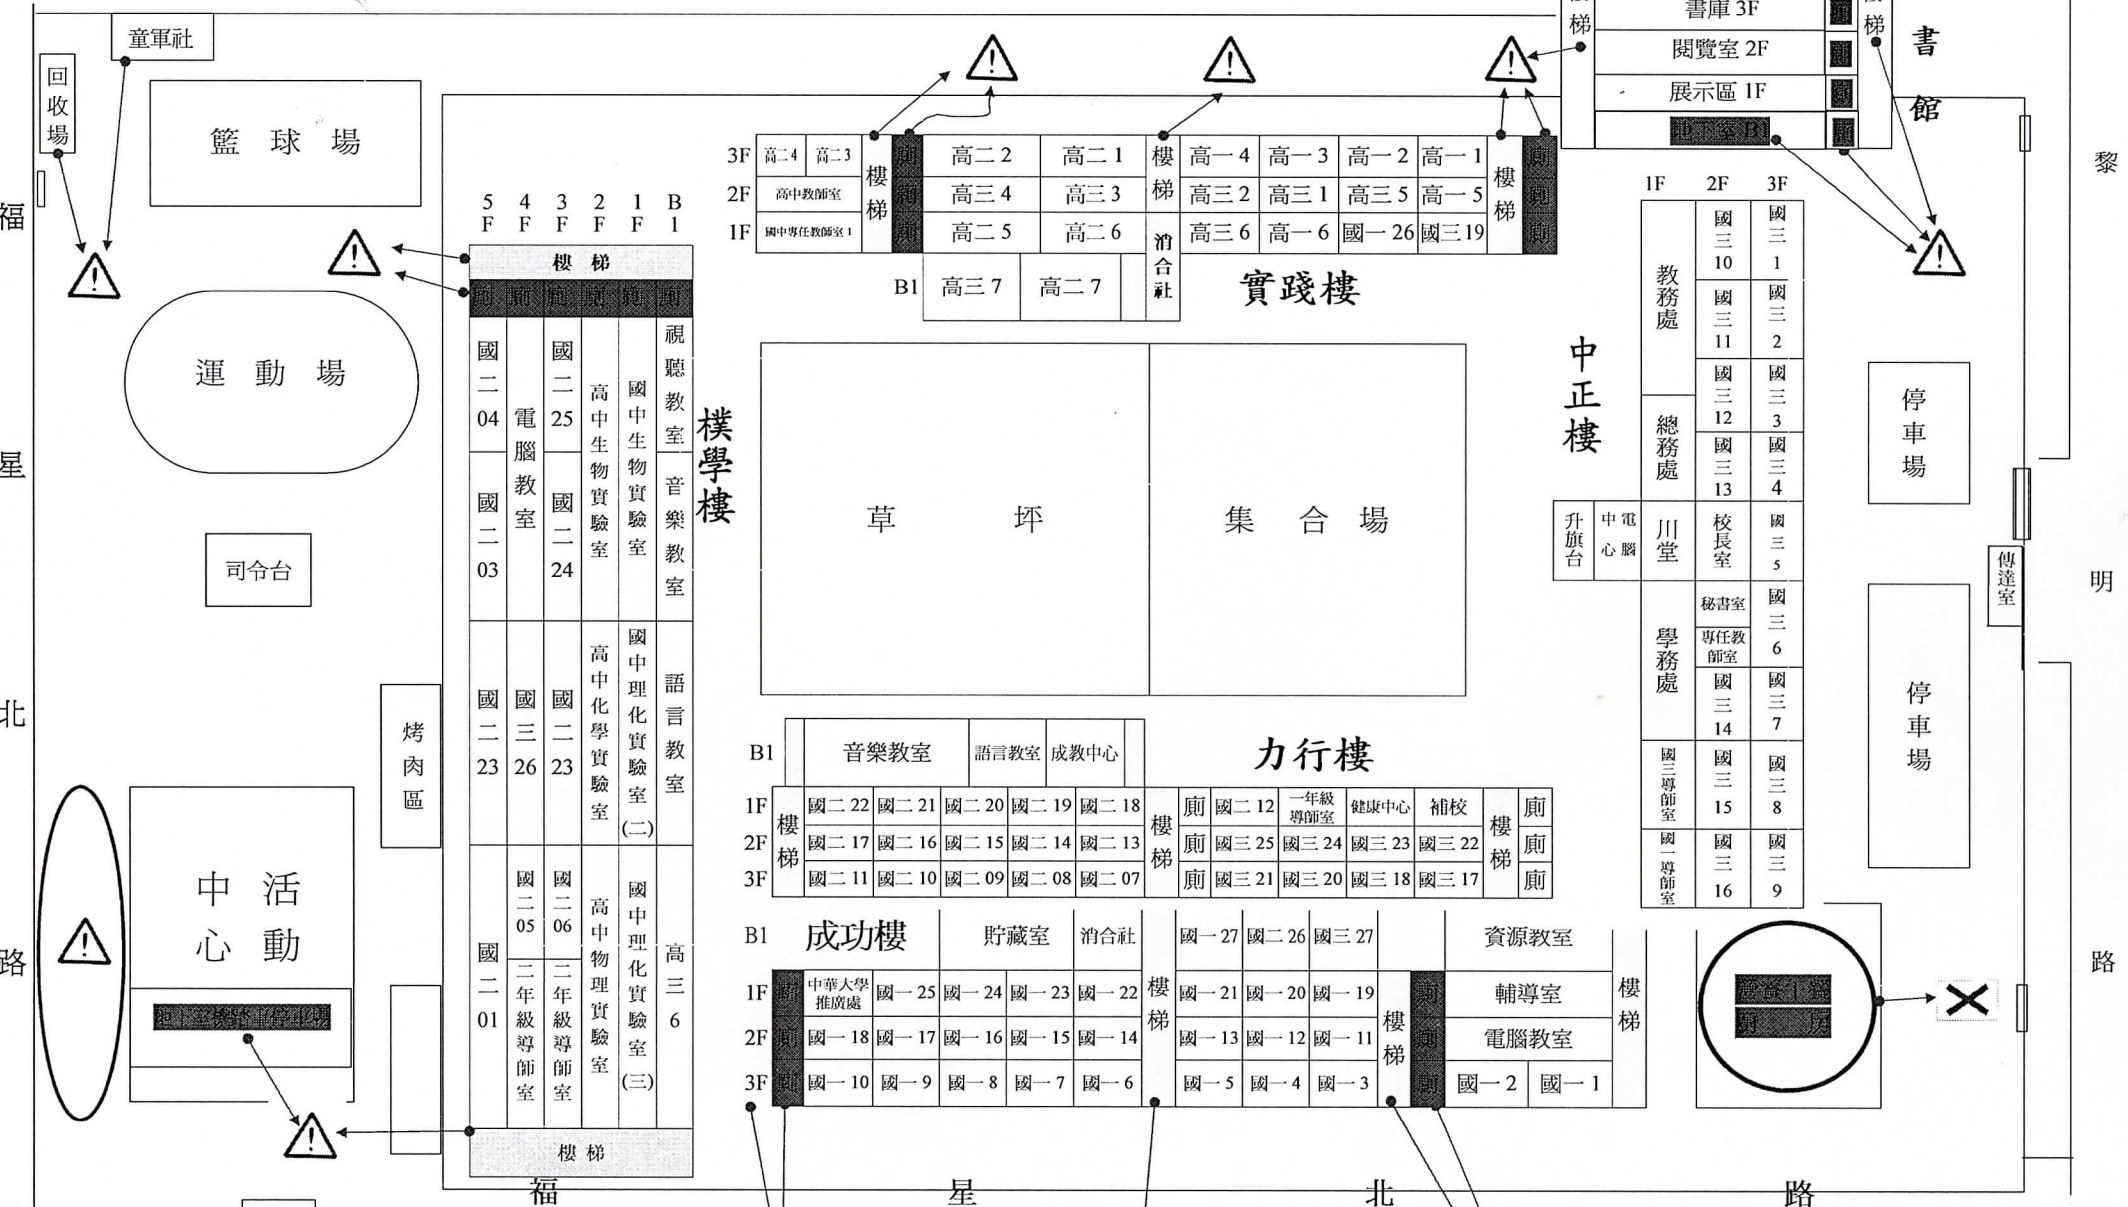 童軍社
回收場
籃球場
運動場
司令台
烤肉區
活動中心
福星北路
5F 4F 3F 2F 1F B1
樓梯
廁 廁 廁 廁 廁 廁
國二04
國二03
國二23
國二01
電腦教室
國三26
國二05
二年級導師室
國二25
國二24
國二23
國二06
二年級導師室
高中生物實驗室
高中化學實驗室
高中物理實驗室
國中生物實驗室
國中理化實驗室(二)
國中理化實驗室(三)
視聽教室
音樂教室
語言教室
高三6
樓梯
樸學樓
3F 高二4 高二3 樓梯 廁 高二2 高二1 樓梯 高一4 高一3 高一2 高一1 樓梯 廁
2F 高中教師室 廁 高三4 高三3 高三2 高三1 高三5 高一5 廁
1F 國中專任教師室1 廁 高二5 高二6 消合社 高三6 高一6 國一26 國三19 廁
B1 高三7 高二7
實踐樓
草坪
集合場
書館
樓梯 書庫 3F 廁 樓梯
閱覽室 2F 廁
展示區 1F 廁
地下室 B1 廁
中正樓
1F 2F 3F
教務處
總務處
川堂
學務處
國三導師室
國一導師室
國三10
國三11
國三12
國三13
校長室
秘書室
專任教師室
國三14
國三15
國三16
國三1
國三2
國三3
國三4
國三5
國三6
國三7
國三8
國三9
升旗台
電腦中心
停車場
停車場
傳達室
黎明路
B1 音樂教室 語言教室 成教中心
力行樓
1F 樓梯 國二22 國二21 國二20 國二19 國二18 樓梯 廁 國二12 一年級導師室 健康中心 補校 樓梯 廁
2F 國二17 國二16 國二15 國二14 國二13 廁 國三25 國三24 國三23 國三22 廁
3F 國二11 國二10 國二09 國二08 國二07 廁 國三21 國三20 國三18 國三17 廁
B1 成功樓 貯藏室 消合社 國一27 國二26 國三27 資源教室
1F 廁 中華大學推廣處 國一25 國一24 國一23 國一22 樓梯 國一21 國一20 國一19 樓梯 廁 輔導室 樓梯
2F 廁 國一18 國一17 國一16 國一15 國一14 國一13 國一12 國一11 廁 電腦教室
3F 廁 國一10 國一9 國一8 國一7 國一6 國一5 國一4 國一3 廁 國一2 國一1
廚房
福星北路